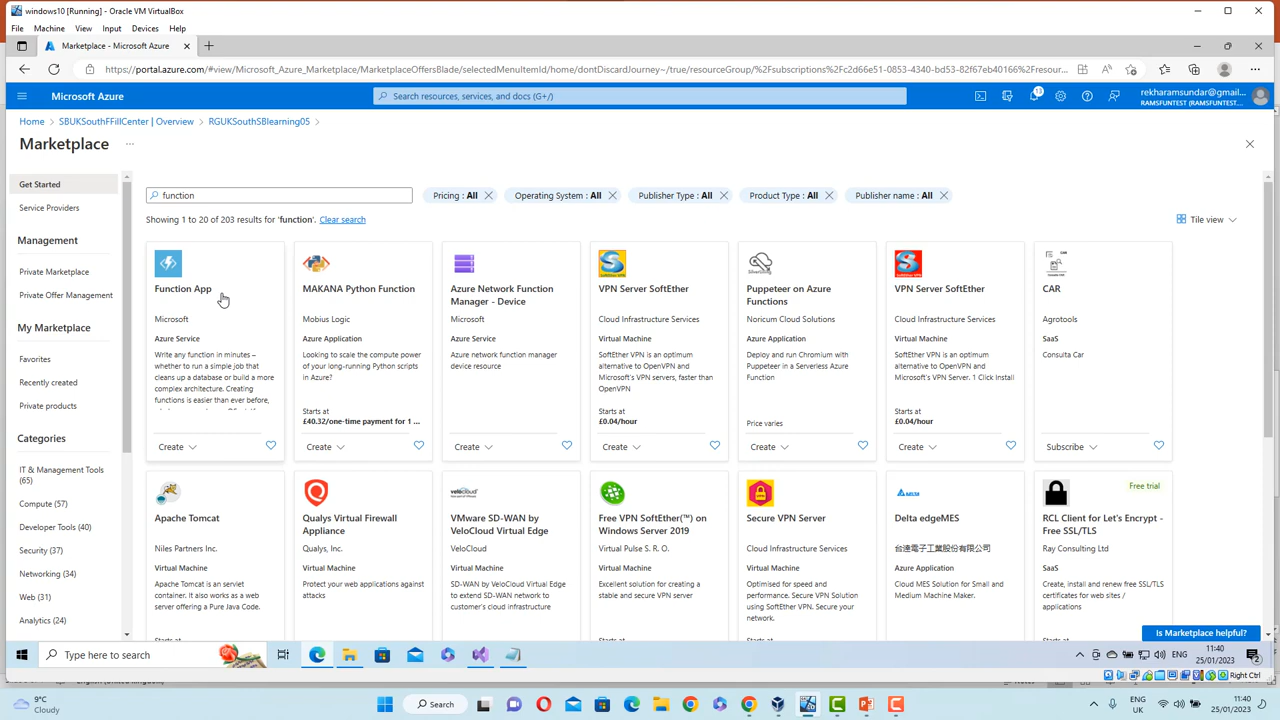 windows10 [Running] - Oracle VM VirtualBox
File Machine View Input Devices Help
Marketplace - Microsoft Azure
https://portal.azure.com/#view/Microsoft_Azure_Marketplace/MarketplaceOffersBlade/selectedMenuItemId/home/dontDiscardJourney~/true/resourceGroup/%2Fsubscriptions%2Fc2d66e51-0853-4340-bd53-82f67eb40166%2Fresour...
Microsoft Azure
Search resources, services, and docs (G+/)
13
rekharamsundar@gmail...
RAMSFUNTEST (RAMSFUNTEST...
Home > SBUKSouthFFillCenter | Overview > RGUKSouthSBlearning05 >
Marketplace ...
Get Started
Service Providers
Management
Private Marketplace
Private Offer Management
My Marketplace
Favorites
Recently created
Private products
Categories
IT & Management Tools
(65)
Compute (57)
Developer Tools (40)
Security (37)
Networking (34)
Web (31)
Analytics (24)
function
Pricing : All
Operating System : All
Publisher Type : All
Product Type : All
Publisher name : All
Showing 1 to 20 of 203 results for 'function'. Clear search
Tile view
Function App
Microsoft
Azure Service
Write any function in minutes –
whether to run a simple job that
cleans up a database or build a more
complex architecture. Creating
functions is easier than ever before,
Create
MAKANA Python Function
Mobius Logic
Azure Application
Looking to scale the compute power
of your long-running Python scripts
in Azure?
Starts at
£40.32/one-time payment for 1 ...
Create
Azure Network Function
Manager - Device
Microsoft
Azure Service
Azure network function manager
device resource
Create
VPN Server SoftEther
Cloud Infrastructure Services
Virtual Machine
SoftEther VPN is an optimum
alternative to OpenVPN and
Microsoft's VPN servers, faster than
OpenVPN
Starts at
£0.04/hour
Create
Puppeteer on Azure
Functions
Noricum Cloud Solutions
Azure Application
Deploy and run Chromium with
Puppeteer in a Serverless Azure
Function
Price varies
Create
VPN Server SoftEther
Cloud Infrastructure Services
Virtual Machine
SoftEther VPN is an optimum
alternative to OpenVPN and
Microsoft's VPN Server. 1 Click Install
Starts at
£0.04/hour
Create
CAR
CAR
Agrotools
SaaS
Consulta Car
Subscribe
Apache Tomcat
Niles Partners Inc.
Virtual Machine
Apache Tomcat is an servlet
container. It also works as a web
server offering a Pure Java Code.
Qualys Virtual Firewall
Appliance
Qualys, Inc.
Virtual Machine
Protect your web applications against
attacks
velocloud
VMware SD-WAN by
VeloCloud Virtual Edge
VeloCloud
Virtual Machine
SD-WAN by VeloCloud Virtual Edge
to extend SD-WAN network to
customer's cloud infrastructure
Free VPN SoftEther(™) on
Windows Server 2019
Virtual Pulse S. R. O.
Virtual Machine
Excellent solution for creating a
stable and secure VPN server
Secure VPN Server
Cloud Infrastructure Services
Virtual Machine
Optimised for speed and
performance. Secure VPN Solution
using SoftEther VPN. Secure your
network.
DELTA
Delta edgeMES
台達電子工業股份有限公司
Azure Application
Cloud MES Solution for Small and
Medium Machine Maker.
Free trial
RCL Client for Let's Encrypt -
Free SSL/TLS
Ray Consulting Ltd
SaaS
Create, install and renew free SSL/TLS
certificates for web sites /
applications
Is Marketplace helpful?
Type here to search
ENG
11:40
25/01/2023
2
Right Ctrl
9°C
Cloudy
Search
ENG
UK
11:40
25/01/2023